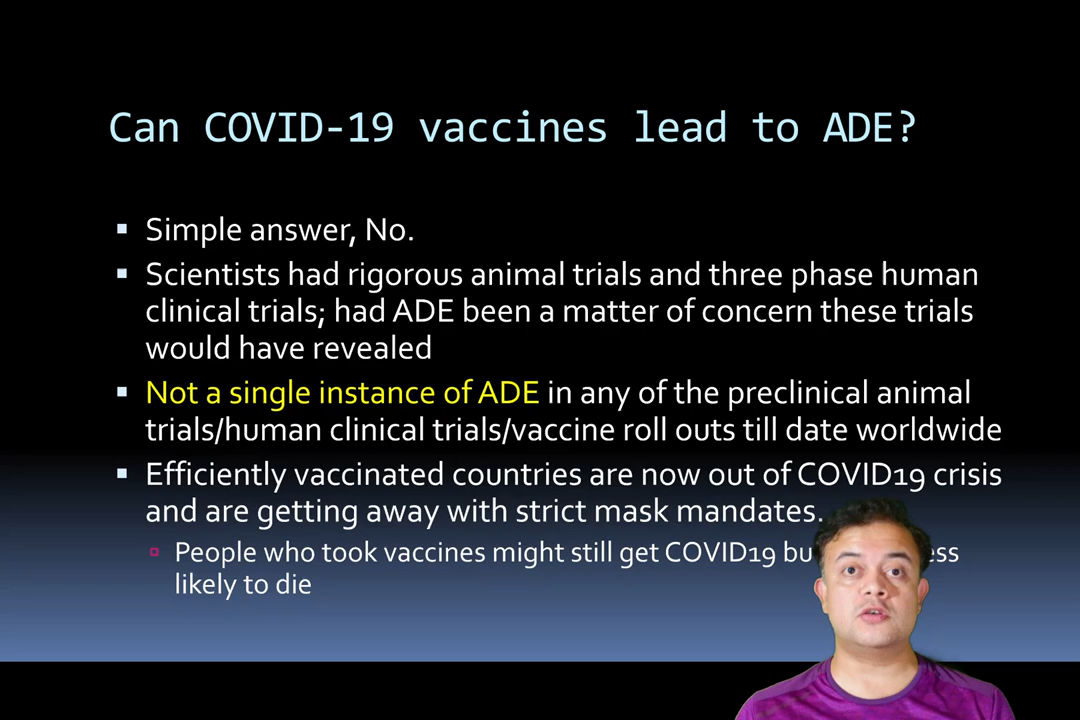 Can COVID-19 vaccines lead to ADE?
Simple answer, No.
Scientists had rigorous animal trials and three phase human
clinical trials; had ADE been a matter of concern these trials
would have revealed
Not a single instance of ADE in any of the preclinical animal
trials/human clinical trials/vaccine roll outs till date worldwide
Efficiently vaccinated countries are now out of COVID19 crisis
and are getting away with strict mask mandates.
People who took vaccines might still get COVID19
likely to die